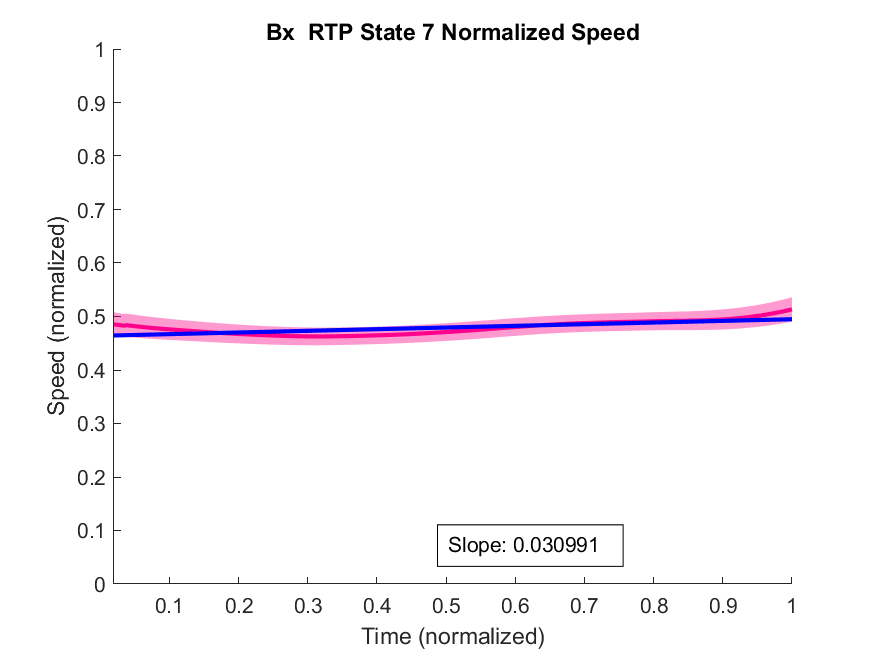 Bx  RTP State 7 Normalized Speed
1
0.9
0.8
0.7
0.6
0.5
0.4
0.3
0.2
0.1
0
Speed (normalized)
Slope: 0.030991
0.1 0.2 0.3 0.4 0.5 0.6 0.7 0.8 0.9 1
Time (normalized)